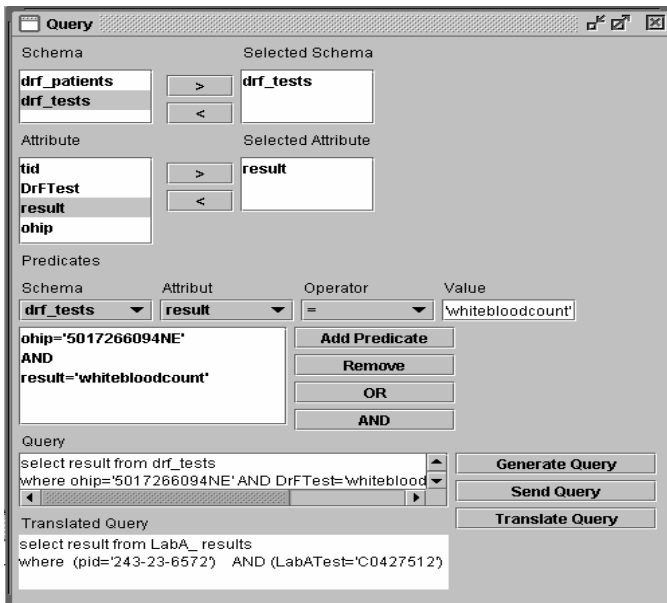 Query
Schema Selected Schema
drf_patients
drf_tests
>
<
drf_tests
Attribute Selected Attribute
tid
DrFTest
result
ohip
>
<
result
Predicates
Schema Attribut Operator Value
drf_tests result = 'whitebloodcount'
ohip='5017266094NE'
AND
result='whitebloodcount'
Add Predicate
Remove
OR
AND
Query
select result from drf_tests
where ohip='5017266094NE' AND DrFTest='whiteblood
Generate Query
Send Query
Translate Query
Translated Query
select result from LabA_ results
where (pid='243-23-6572') AND (LabATest='C0427512')